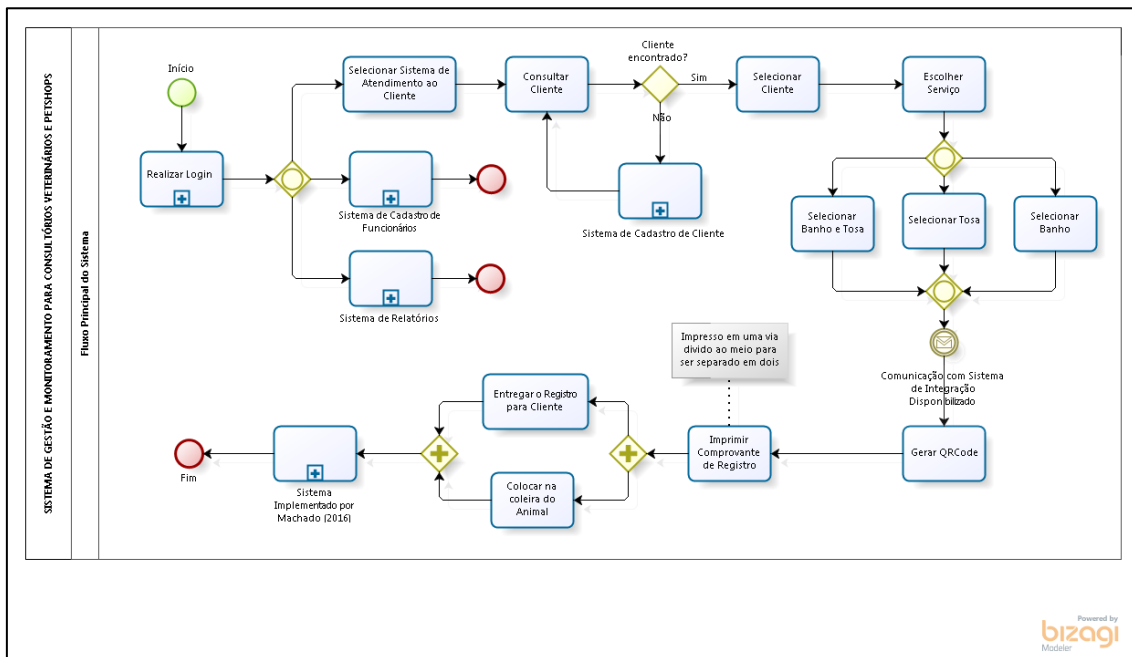 SISTEMA DE GESTÃO E MONITORAMENTO PARA CONSULTÓRIOS VETERINÁRIOS E PETSHOPS
Fluxo Principal do Sistema
Início
Realizar Login
Selecionar Sistema de
Atendimento ao
Cliente
Consultar
Cliente
Cliente
encontrado?
Sim
Não
Selecionar
Cliente
Escolher
Serviço
Sistema de Cadastro de
Funcionários
Sistema de Cadastro de Cliente
Sistema de Relatórios
Selecionar
Banho e Tosa
Selecionar Tosa
Selecionar
Banho
Comunicação com Sistema
de Integração
Disponibilizado
Impresso em uma via
divido ao meio para
ser separado em dois
Gerar QRCode
Imprimir
Comprovante
de Registro
Entregar o Registro
para Cliente
Colocar na
coleira do
Animal
Sistema
Implementado por
Machado (2016)
Fim
Powered by
bizagi
Modeler